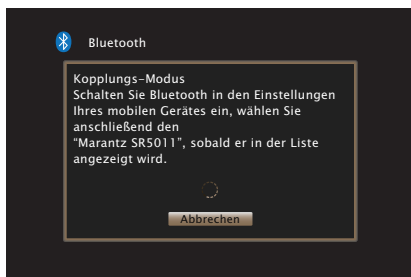 Bluetooth
Kopplungs-Modus
Schalten Sie Bluetooth in den Einstellungen
Ihres mobilen Gerätes ein, wählen Sie
anschließend den
“Marantz SR5011”, sobald er in der Liste
angezeigt wird.
Abbrechen